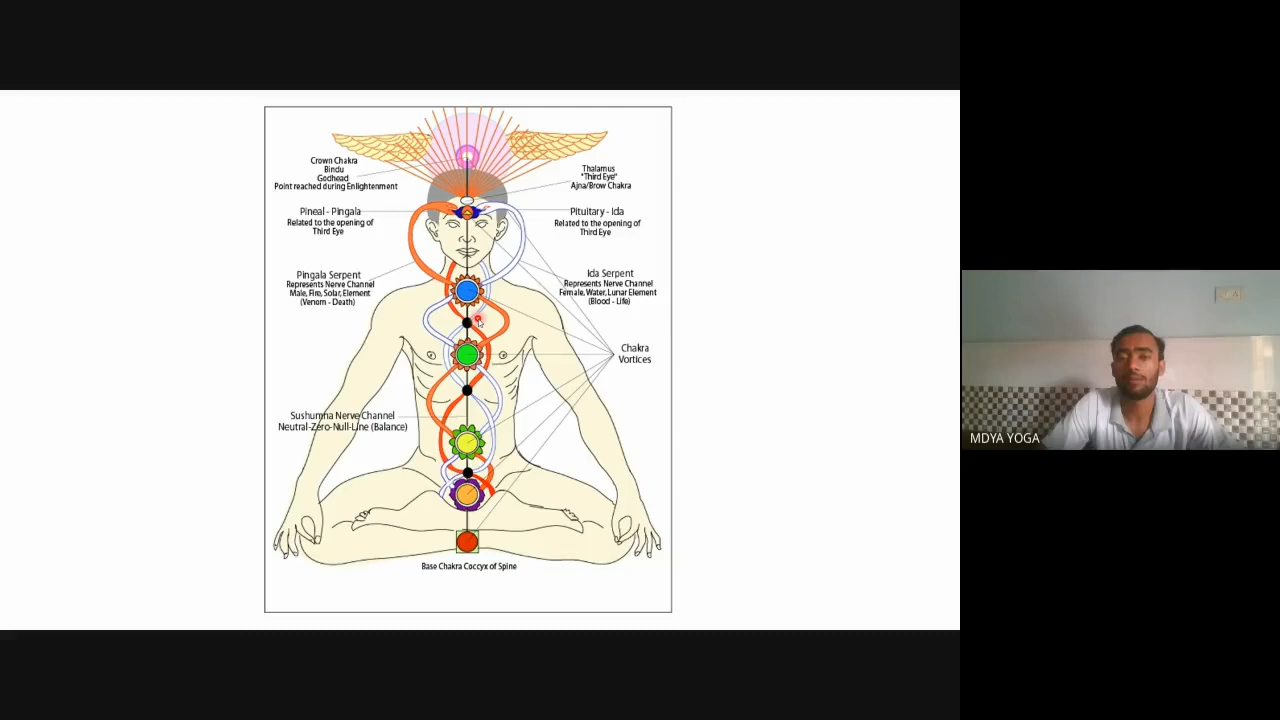 Crown Chakra
Bindu
Godhead
Point reached during Enlightenment
Thalamus
"Third Eye"
Ajna/Brow Chakra
Pineal - Pingala
Related to the opening of
Third Eye
Pituitary - Ida
Related to the opening of
Third Eye
Pingala Serpent
Represents Nerve Channel
Male, Fire, Solar, Element
(Venom - Death)
Ida Serpent
Represents Nerve Channel
Female, Water, Lunar Element
(Blood - Life)
Chakra
Vortices
Sushumna Nerve Channel
Neutral-Zero-Null-Line (Balance)
Base Chakra Coccyx of Spine
MDYA YOGA